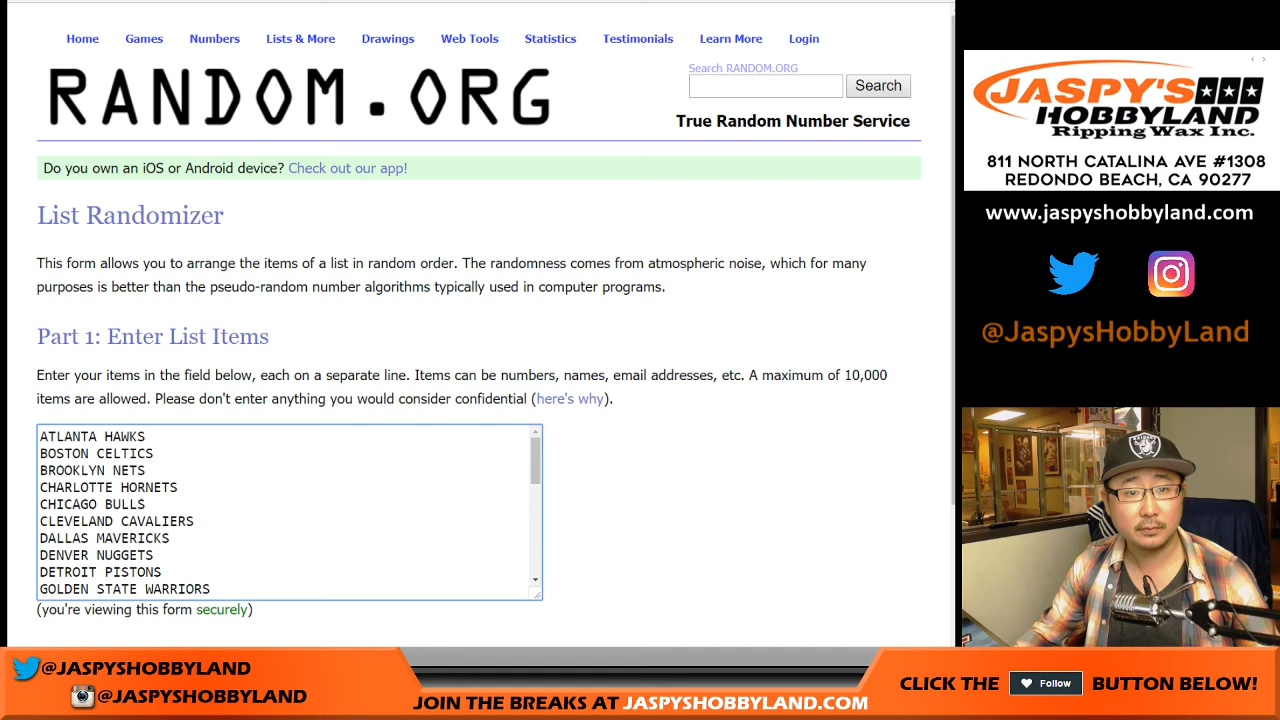 Home Games Numbers Lists & More Drawings Web Tools Statistics Testimonials Learn More Login
RANDOM.ORG
Search RANDOM.ORG
Search
True Random Number Service
Do you own an iOS or Android device? Check out our app!
List Randomizer
This form allows you to arrange the items of a list in random order. The randomness comes from atmospheric noise, which for many
purposes is better than the pseudo-random number algorithms typically used in computer programs.
Part 1: Enter List Items
Enter your items in the field below, each on a separate line. Items can be numbers, names, email addresses, etc. A maximum of 10,000
items are allowed. Please don't enter anything you would consider confidential (here's why).
ATLANTA HAWKS
BOSTON CELTICS
BROOKLYN NETS
CHARLOTTE HORNETS
CHICAGO BULLS
CLEVELAND CAVALIERS
DALLAS MAVERICKS
DENVER NUGGETS
DETROIT PISTONS
GOLDEN STATE WARRIORS
(you're viewing this form securely)
JASPY'S
HOBBYLAND
Ripping Wax Inc.
811 NORTH CATALINA AVE #1308
REDONDO BEACH, CA 90277
www.jaspyshobbyland.com
@JaspysHobbyLand
@JASPYSHOBBYLAND
@JASPYSHOBBYLAND
JOIN THE BREAKS AT JASPYSHOBBYLAND.COM
CLICK THE Follow BUTTON BELOW!